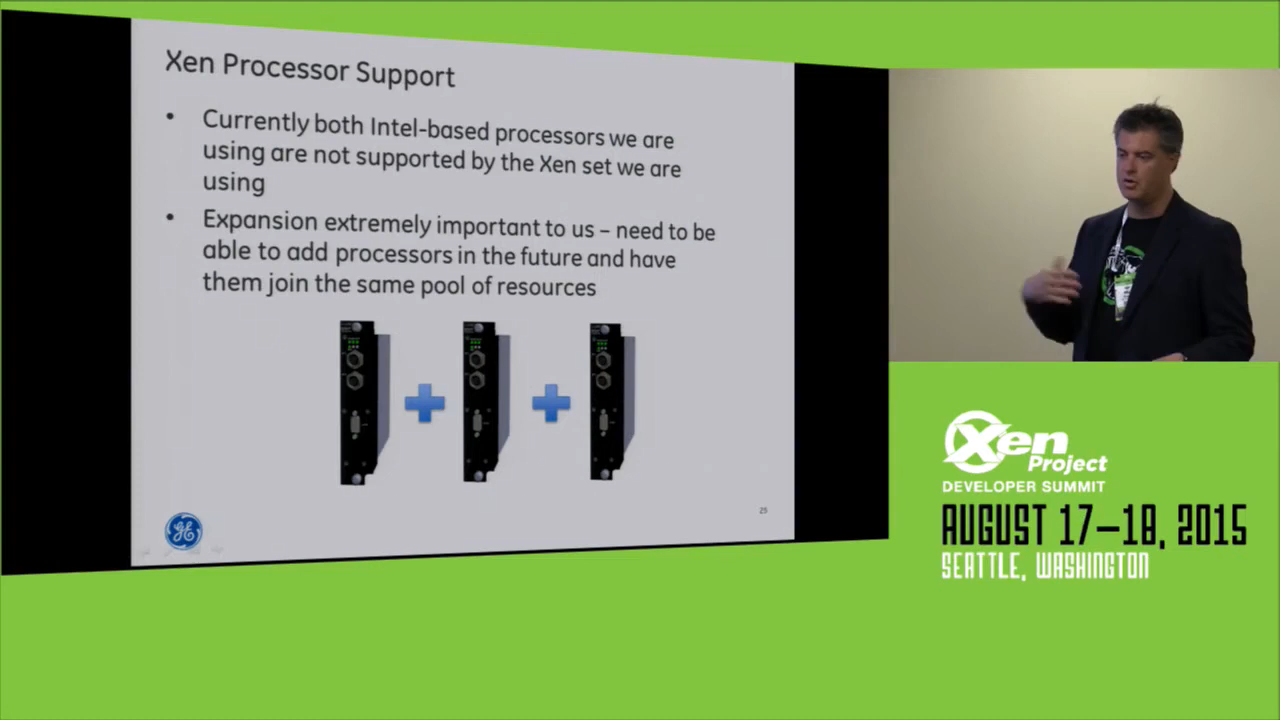 Xen Processor Support
• Currently both Intel-based processors we are
using are not supported by the Xen set we are
using
• Expansion extremely important to us – need to be
able to add processors in the future and have
them join the same pool of resources
GE
25
Xen
Project
DEVELOPER SUMMIT
AUGUST 17–18, 2015
SEATTLE, WASHINGTON